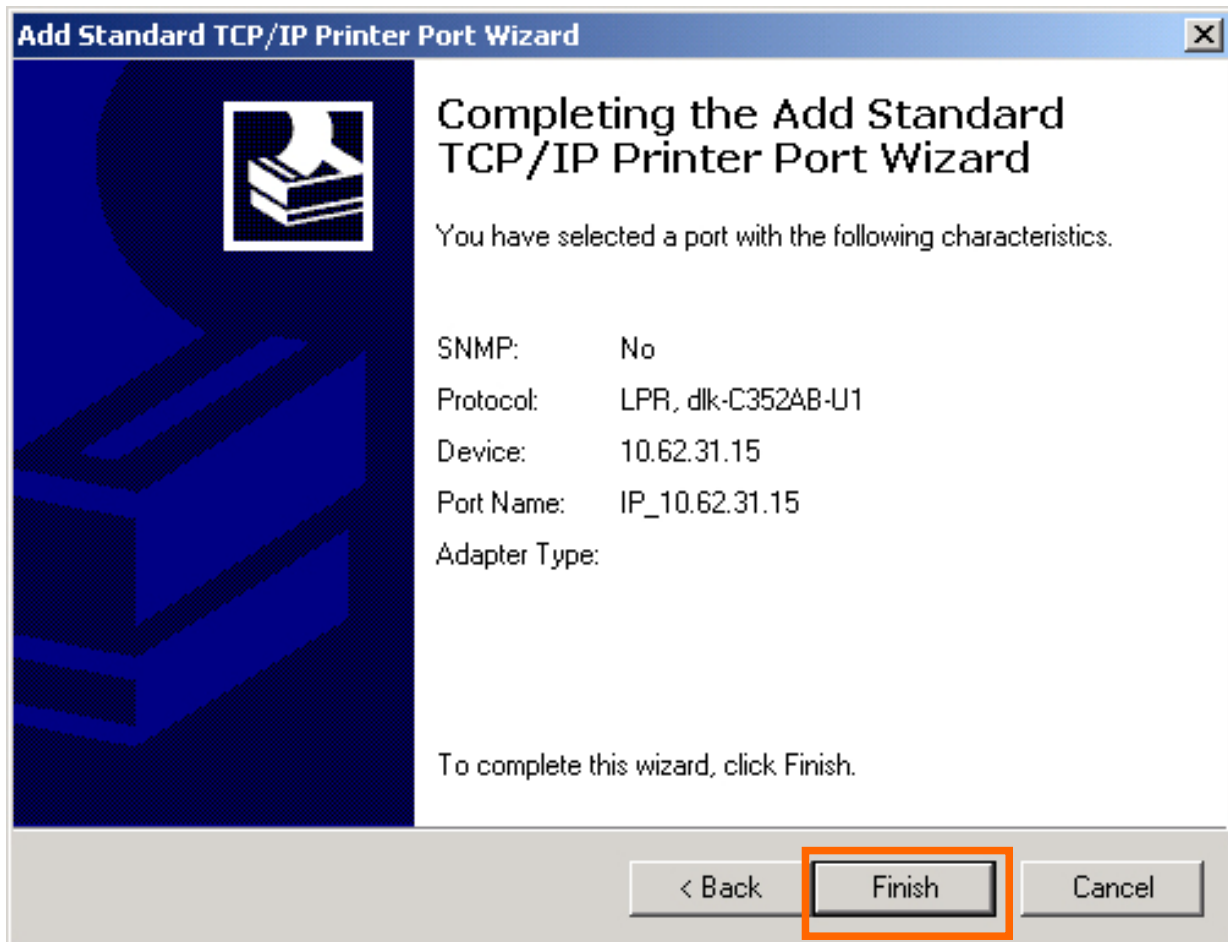 Add Standard TCP/IP Printer Port Wizard
Completing the Add Standard
TCP/IP Printer Port Wizard
You have selected a port with the following characteristics.
SNMP: No
Protocol: LPR, dlk-C352AB-U1
Device: 10.62.31.15
Port Name: IP_10.62.31.15
Adapter Type:
To complete this wizard, click Finish.
< Back Finish Cancel